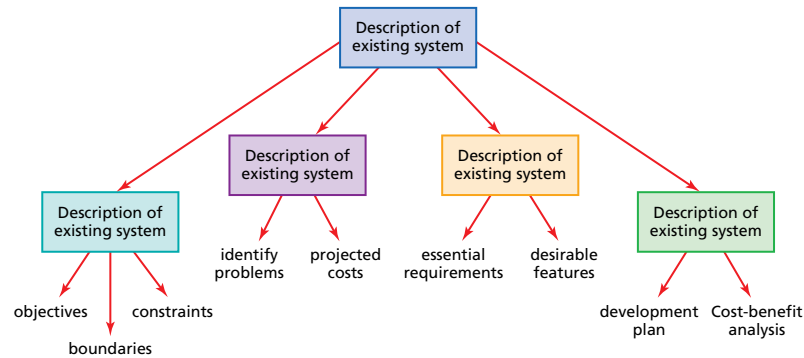 Description of
existing system
Description of
existing system
Description of
existing system
Description of
existing system
Description of
existing system
identify
problems
projected
costs
essential
requirements
desirable
features
objectives
constraints
boundaries
development
plan
Cost-benefit
analysis